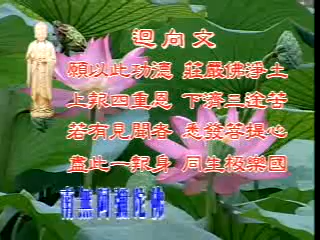 迴向文
願以此功德 莊嚴佛淨土
上報四重恩 下濟三途苦
若有見聞者 悉發菩提心
盡此一報身 同生極樂國
南無阿彌陀佛